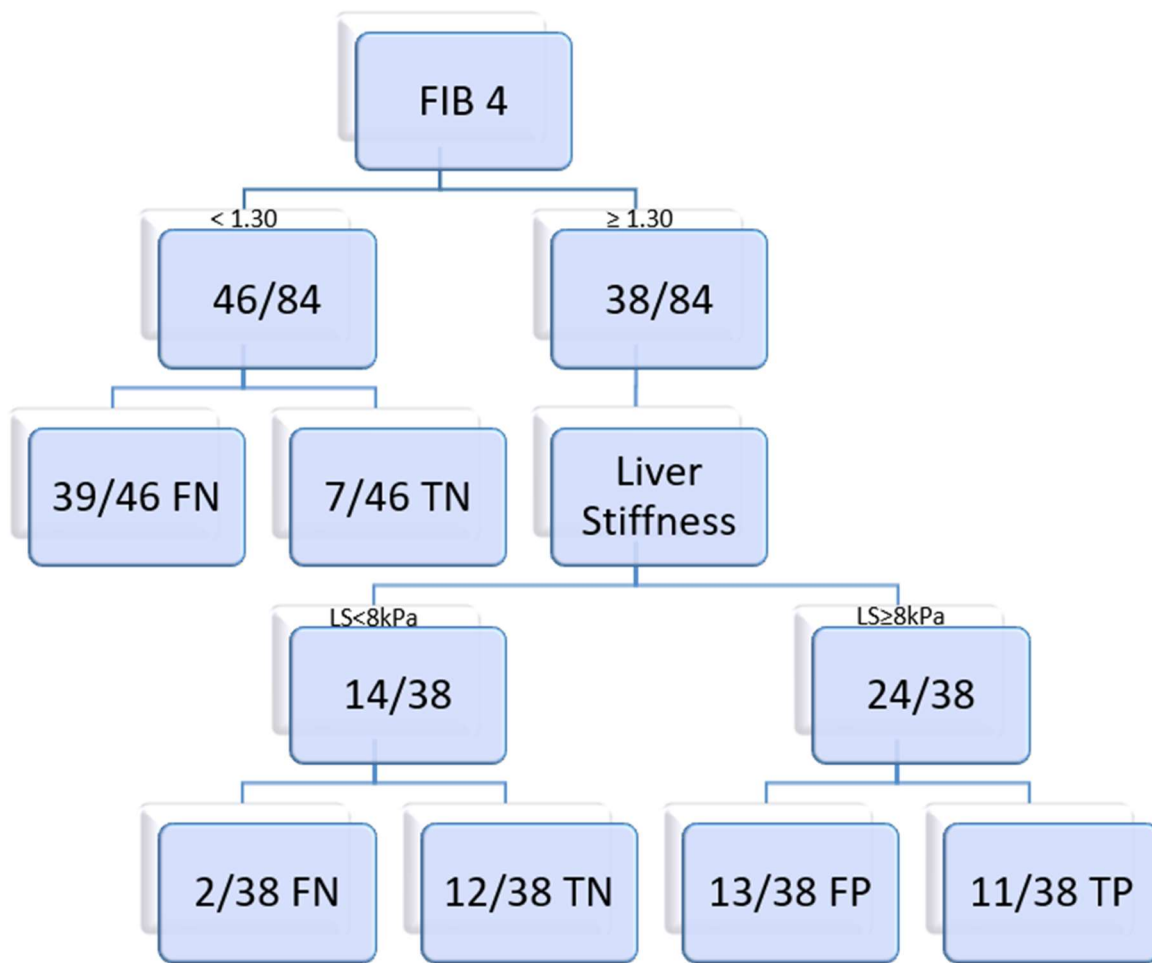 FIB 4
< 1.30
≥ 1.30
46/84
38/84
39/46 FN
7/46 TN
Liver
Stiffness
LS<8kPa
LS≥8kPa
14/38
24/38
2/38 FN
12/38 TN
13/38 FP
11/38 TP